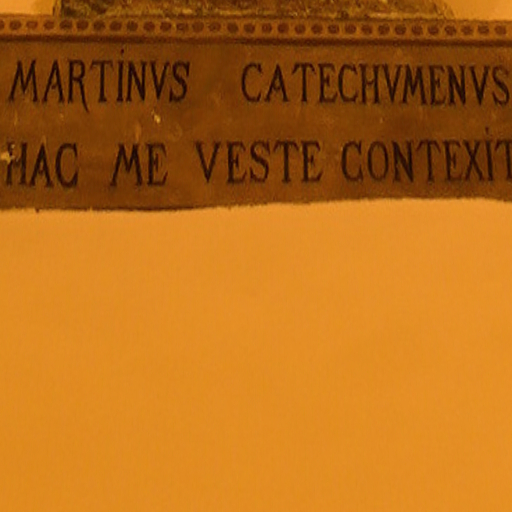 MARTINVS CATECHVMENVS
HAC ME VESTE CONTEXIT